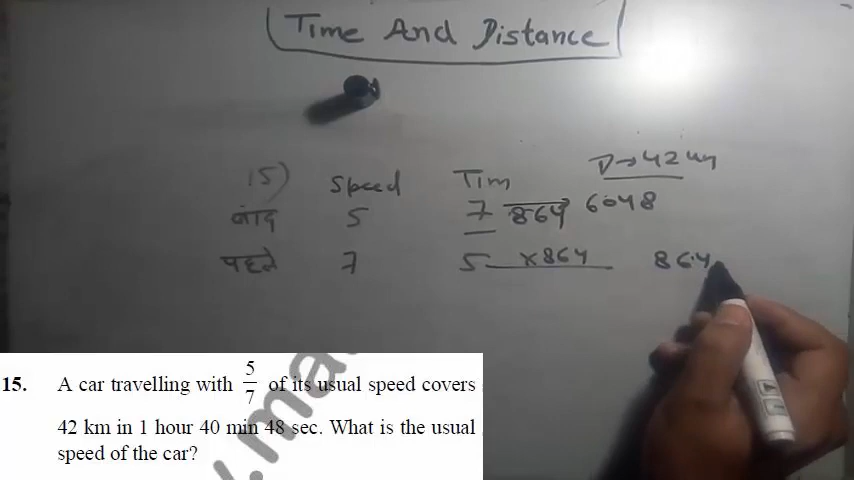 Time And Distance
15) Speed Tim D→42 km
बाद 5 7 864 6048
पहले 7 5 ×864 864
15. A car travelling with 5/7 of its usual speed covers
42 km in 1 hour 40 min 48 sec. What is the usual
speed of the car?